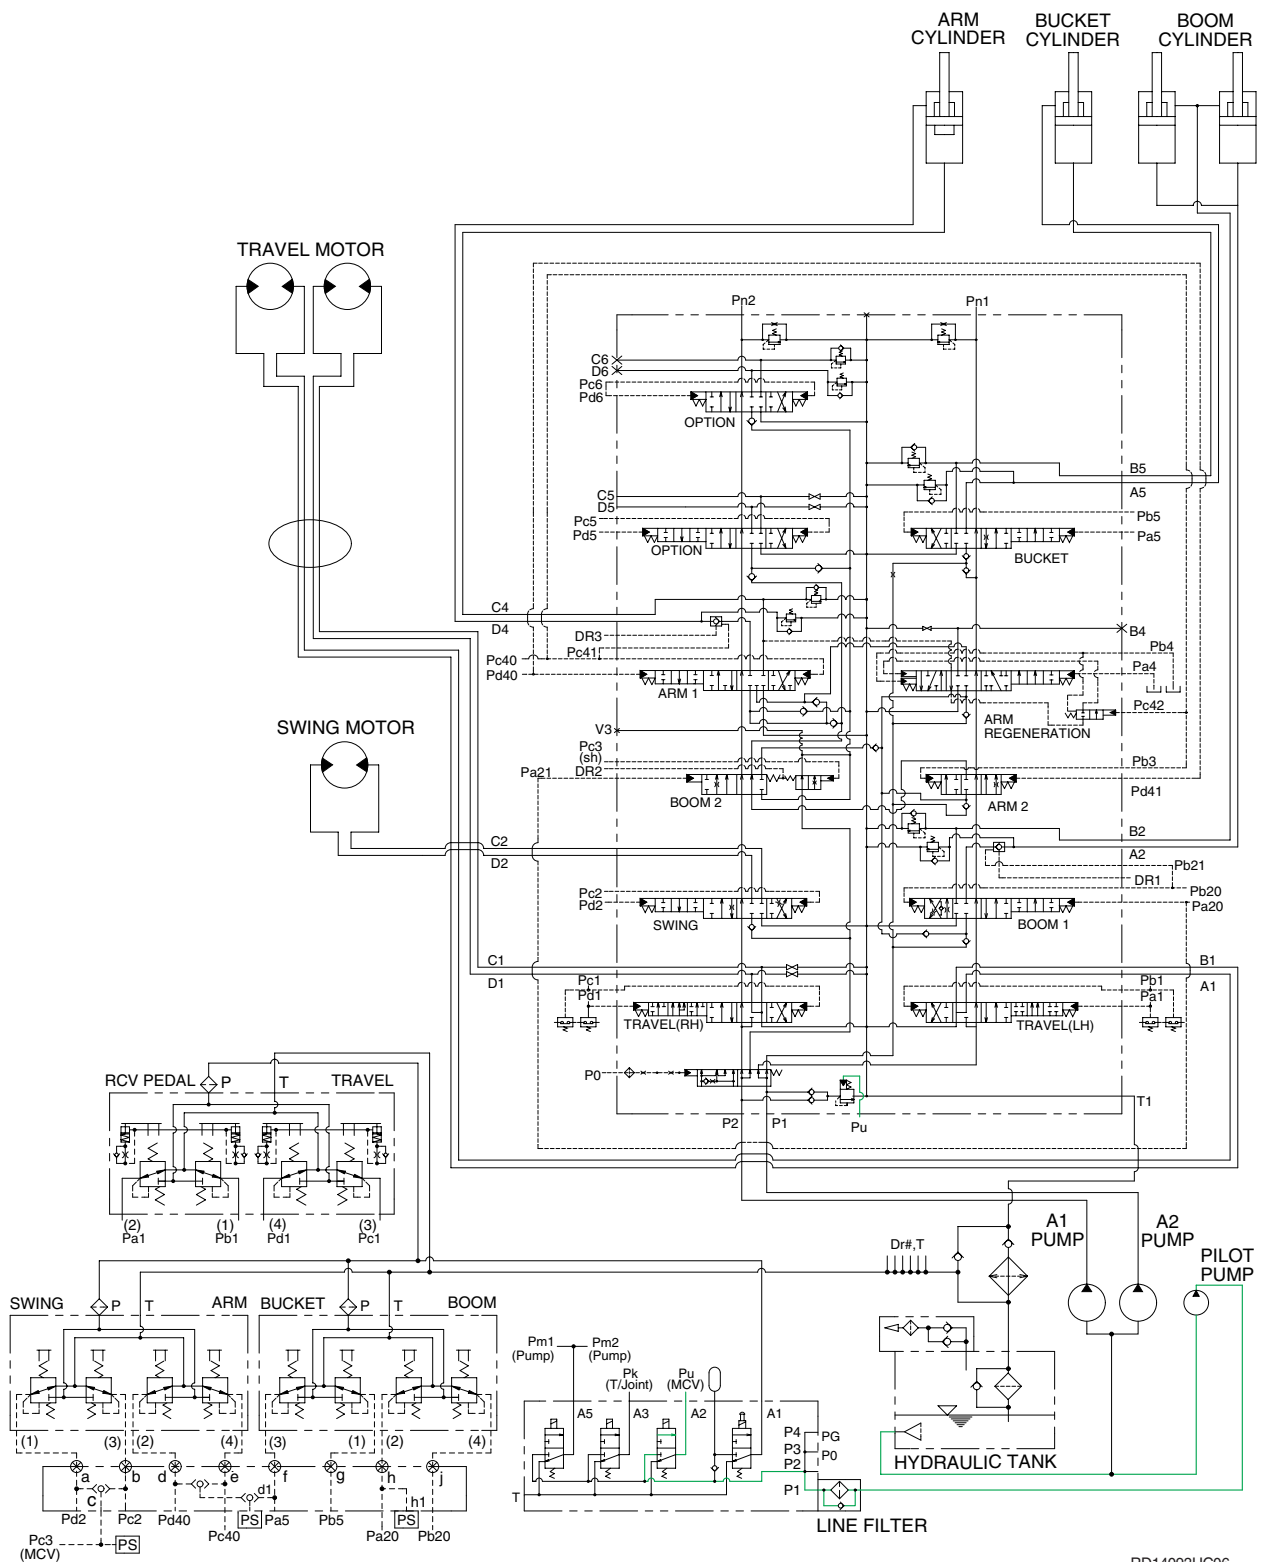 ARM
CYLINDER
BUCKET
CYLINDER
BOOM
CYLINDER
TRAVEL MOTOR
Pn2
Pn1
C6
D6
Pc6
Pd6
OPTION
B5
A5
C5
D5
Pc5
Pd5
OPTION
Pb5
Pa5
BUCKET
C4
D4
DR3
Pc41
Pc40
Pd40
ARM 1
B4
Pb4
Pa4
Pc42
ARM
REGENERATION
SWING MOTOR
V3
Pc3
(sh)
DR2
Pa21
BOOM 2
Pb3
Pd41
ARM 2
C2
D2
B2
A2
Pb21
DR1
Pb20
Pa20
Pc2
Pd2
SWING
BOOM 1
C1
D1
B1
A1
Pc1
Pd1
TRAVEL(RH)
Pb1
Pa1
TRAVEL(LH)
P0
P2
P1
Pu
T1
RCV PEDAL
P
T
TRAVEL
(2)
Pa1
(1)
Pb1
(4)
Pd1
(3)
Pc1
A1
PUMP
A2
PUMP
PILOT
PUMP
Dr#,T
SWING
P
T
ARM
BUCKET
P
T
BOOM
(1)
(3)
(2)
(4)
(3)
(1)
(2)
(4)
a
b
d
e
f
g
h
j
c
d1
h1
Pd2
Pc2
Pd40
Pc40
PS
Pa5
Pb5
Pa20
PS
Pb20
Pc3
(MCV)
PS
Pm1
(Pump)
Pm2
(Pump)
Pk
(T/Joint)
Pu
(MCV)
A5
A3
A2
A1
P4
P3
P2
P1
PG
P0
T
LINE FILTER
HYDRAULIC TANK